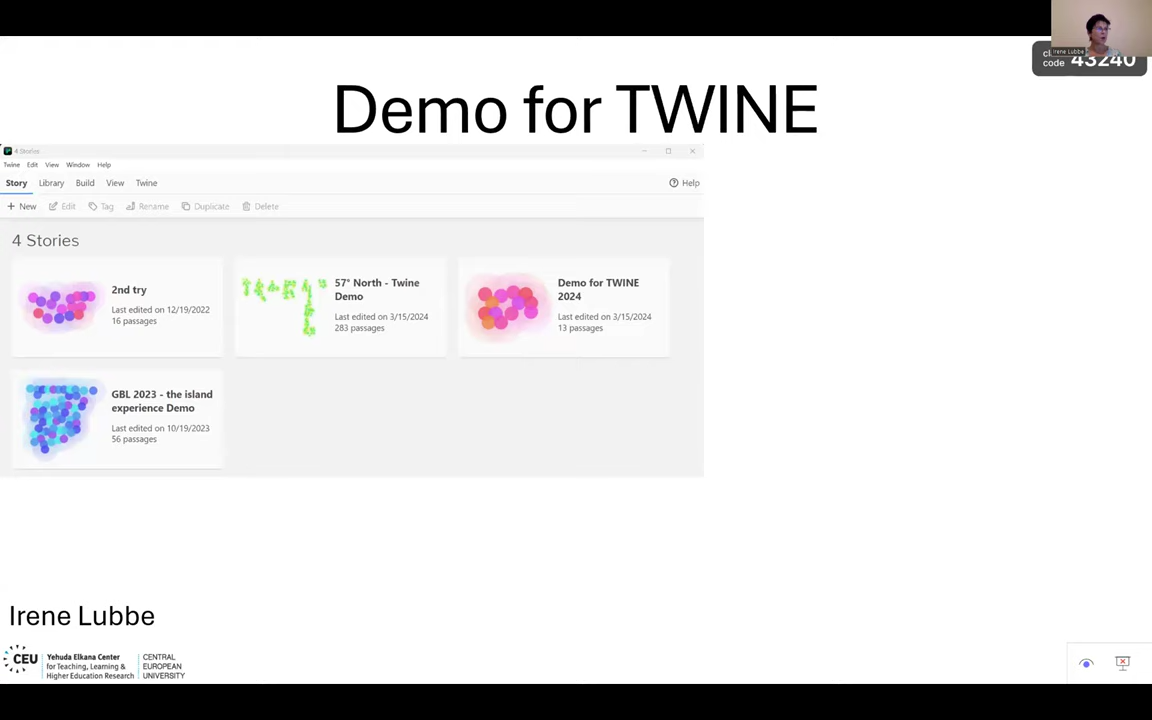 Irene Lubbe
code 43240
Demo for TWINE
4 Stories
Twine Edit View Window Help
Story Library Build View Twine Help
New Edit Tag Rename Duplicate Delete
4 Stories
2nd try
Last edited on 12/19/2022
16 passages
57° North - Twine
Demo
Last edited on 3/15/2024
283 passages
Demo for TWINE
2024
Last edited on 3/15/2024
13 passages
GBL 2023 - the island
experience Demo
Last edited on 10/19/2023
56 passages
Irene Lubbe
CEU
Yehuda Elkana Center
for Teaching, Learning &
Higher Education Research
CENTRAL
EUROPEAN
UNIVERSITY